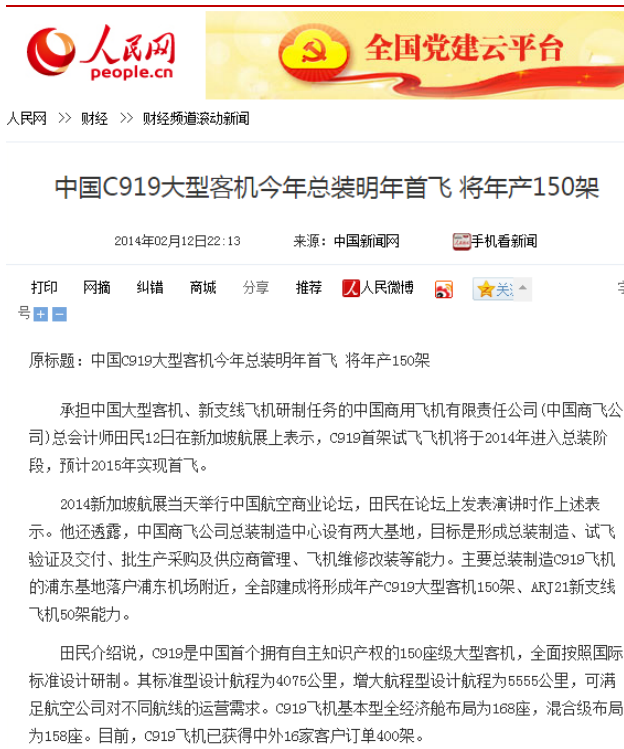 人民网
people.cn
全国党建云平台
人民网 >> 财经 >> 财经频道滚动新闻
中国C919大型客机今年总装明年首飞 将年产150架
2014年02月12日22:13 来源：中国新闻网 手机看新闻
打印 网摘 纠错 商城 分享 推荐 人民微博 关 字
号
原标题：中国C919大型客机今年总装明年首飞 将年产150架
承担中国大型客机、新支线飞机研制任务的中国商用飞机有限责任公司(中国商飞公
司)总会计师田民12日在新加坡航展上表示，C919首架试飞飞机将于2014年进入总装阶
段，预计2015年实现首飞。
2014新加坡航展当天举行中国航空商业论坛，田民在论坛上发表演讲时作上述表
示。他还透露，中国商飞公司总装制造中心设有两大基地，目标是形成总装制造、试飞
验证及交付、批生产采购及供应商管理、飞机维修改装等能力。主要总装制造C919飞机
的浦东基地落户浦东机场附近，全部建成将形成年产C919大型客机150架、ARJ21新支线
飞机50架能力。
田民介绍说，C919是中国首个拥有自主知识产权的150座级大型客机，全面按照国际
标准设计研制。其标准型设计航程为4075公里，增大航程型设计航程为5555公里，可满
足航空公司对不同航线的运营需求。C919飞机基本型全经济舱布局为168座，混合级布局
为158座。目前，C919飞机已获得中外16家客户订单400架。